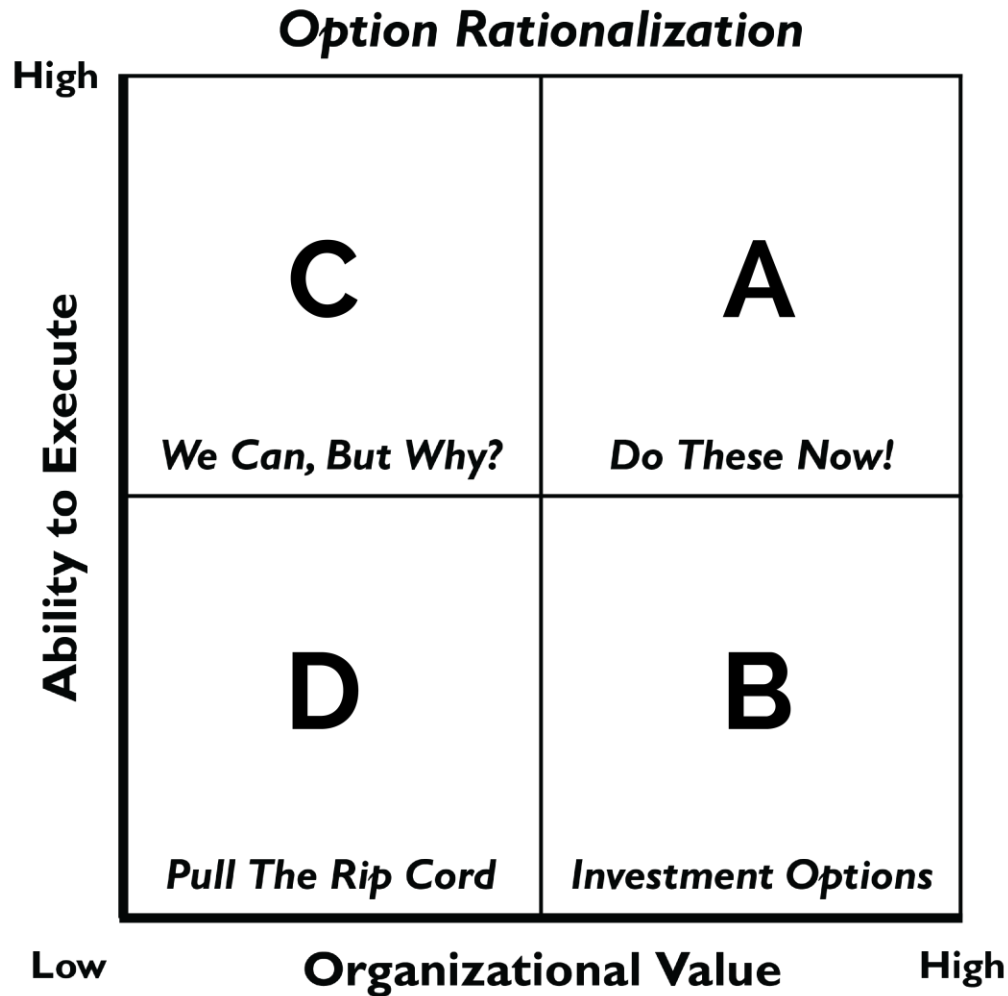 Option Rationalization
High
Ability to Execute
C
A
We Can, But Why?
Do These Now!
D
B
Pull The Rip Cord
Investment Options
Low
Organizational Value
High